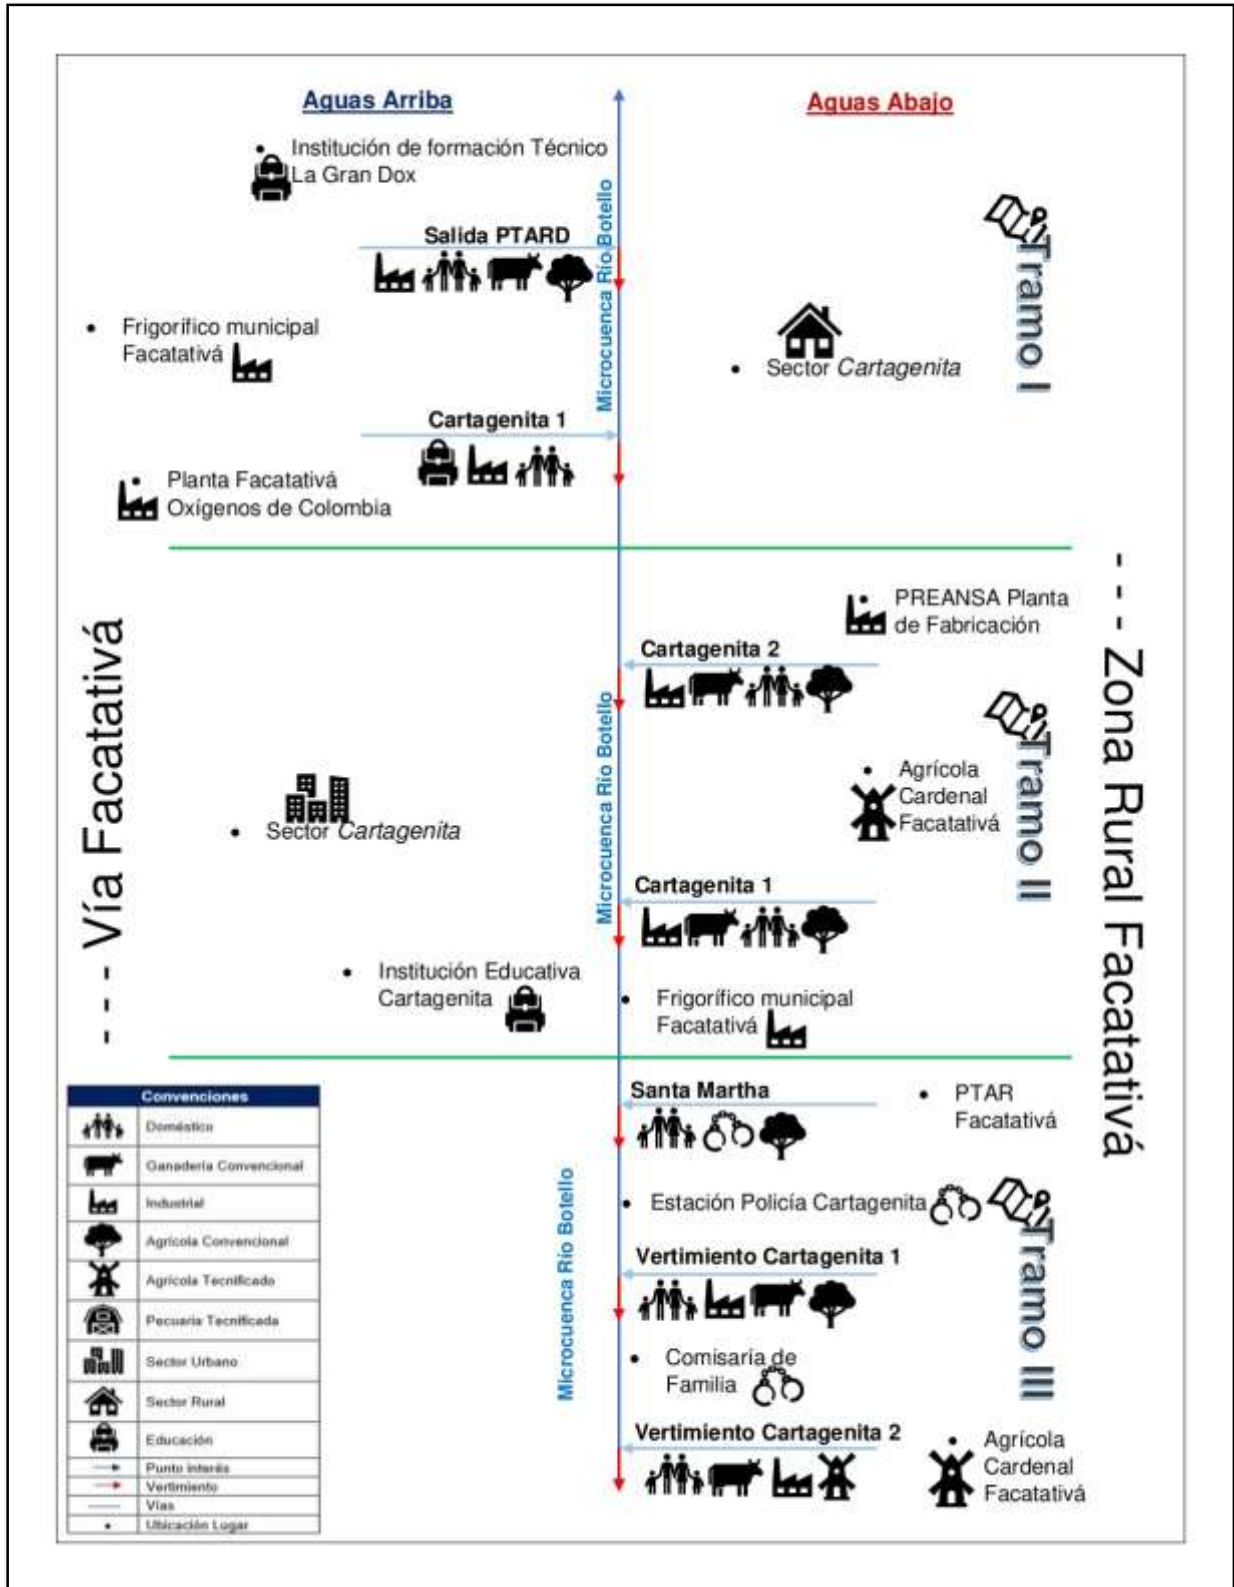 Aguas Arriba
Aguas Abajo
Institución de formación Técnico
La Gran Dox
Salida PTARD
Microcuenca Río Botello
Tramo I
Frigorífico municipal
Facatativá
Sector Cartagenita
Cartagenita 1
Planta Facatativá
Oxígenos de Colombia
Vía Facatativá - - -
- - - Zona Rural Facatativá
PREANSA Planta
de Fabricación
Cartagenita 2
Microcuenca Río Botello
Tramo II
Agrícola
Cardenal
Facatativá
Sector Cartagenita
Cartagenita 1
Institución Educativa
Cartagenita
Frigorífico municipal
Facatativá
Santa Martha
PTAR
Facatativá
Microcuenca Río Botello
Estación Policía Cartagenita
Tramo III
Vertimiento Cartagenita 1
Comisaría de
Familia
Vertimiento Cartagenita 2
Agrícola
Cardenal
Facatativá
Convenciones
Doméstico
Ganadería Convencional
Industrial
Agrícola Convencional
Agrícola Tecnificado
Pecuaria Tecnificada
Sector Urbano
Sector Rural
Educación
Punto interés
Vertimiento
Vías
Ubicación Lugar